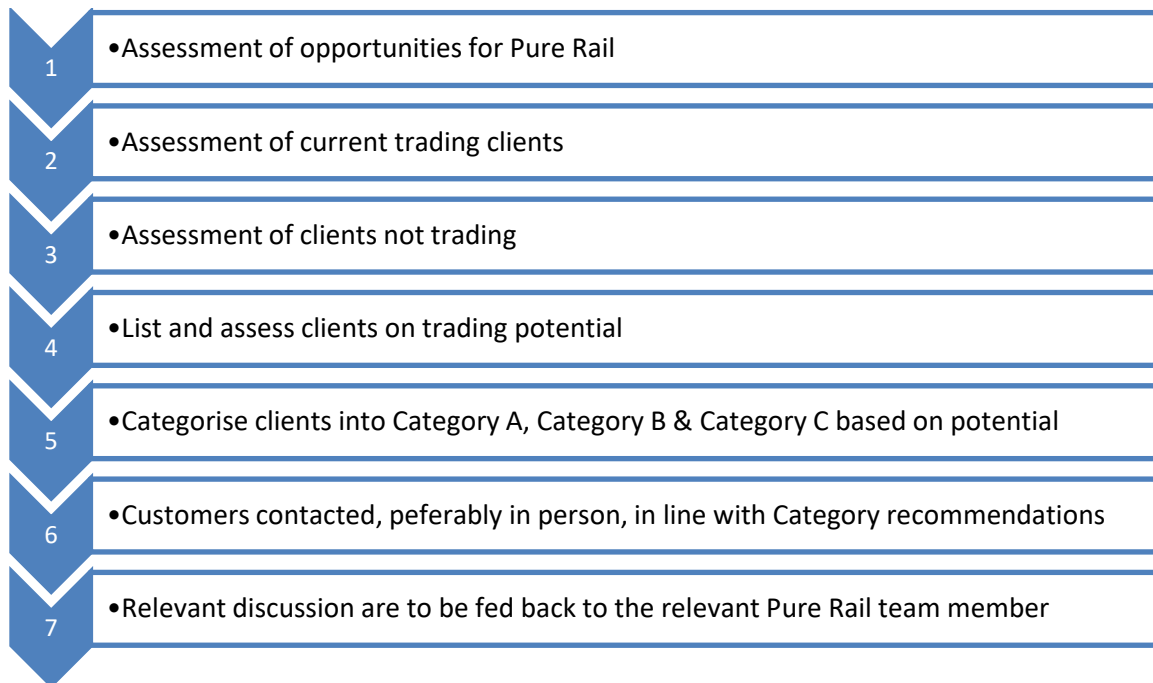 1
•Assessment of opportunities for Pure Rail
2
•Assessment of current trading clients
3
•Assessment of clients not trading
4
•List and assess clients on trading potential
5
•Categorise clients into Category A, Category B & Category C based on potential
6
•Customers contacted, peferably in person, in line with Category recommendations
7
•Relevant discussion are to be fed back to the relevant Pure Rail team member